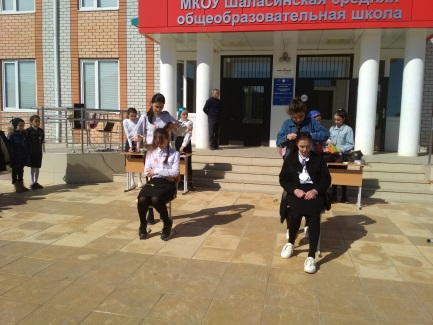 МКОУ Шаласинская средняя
общеобразовательная школа